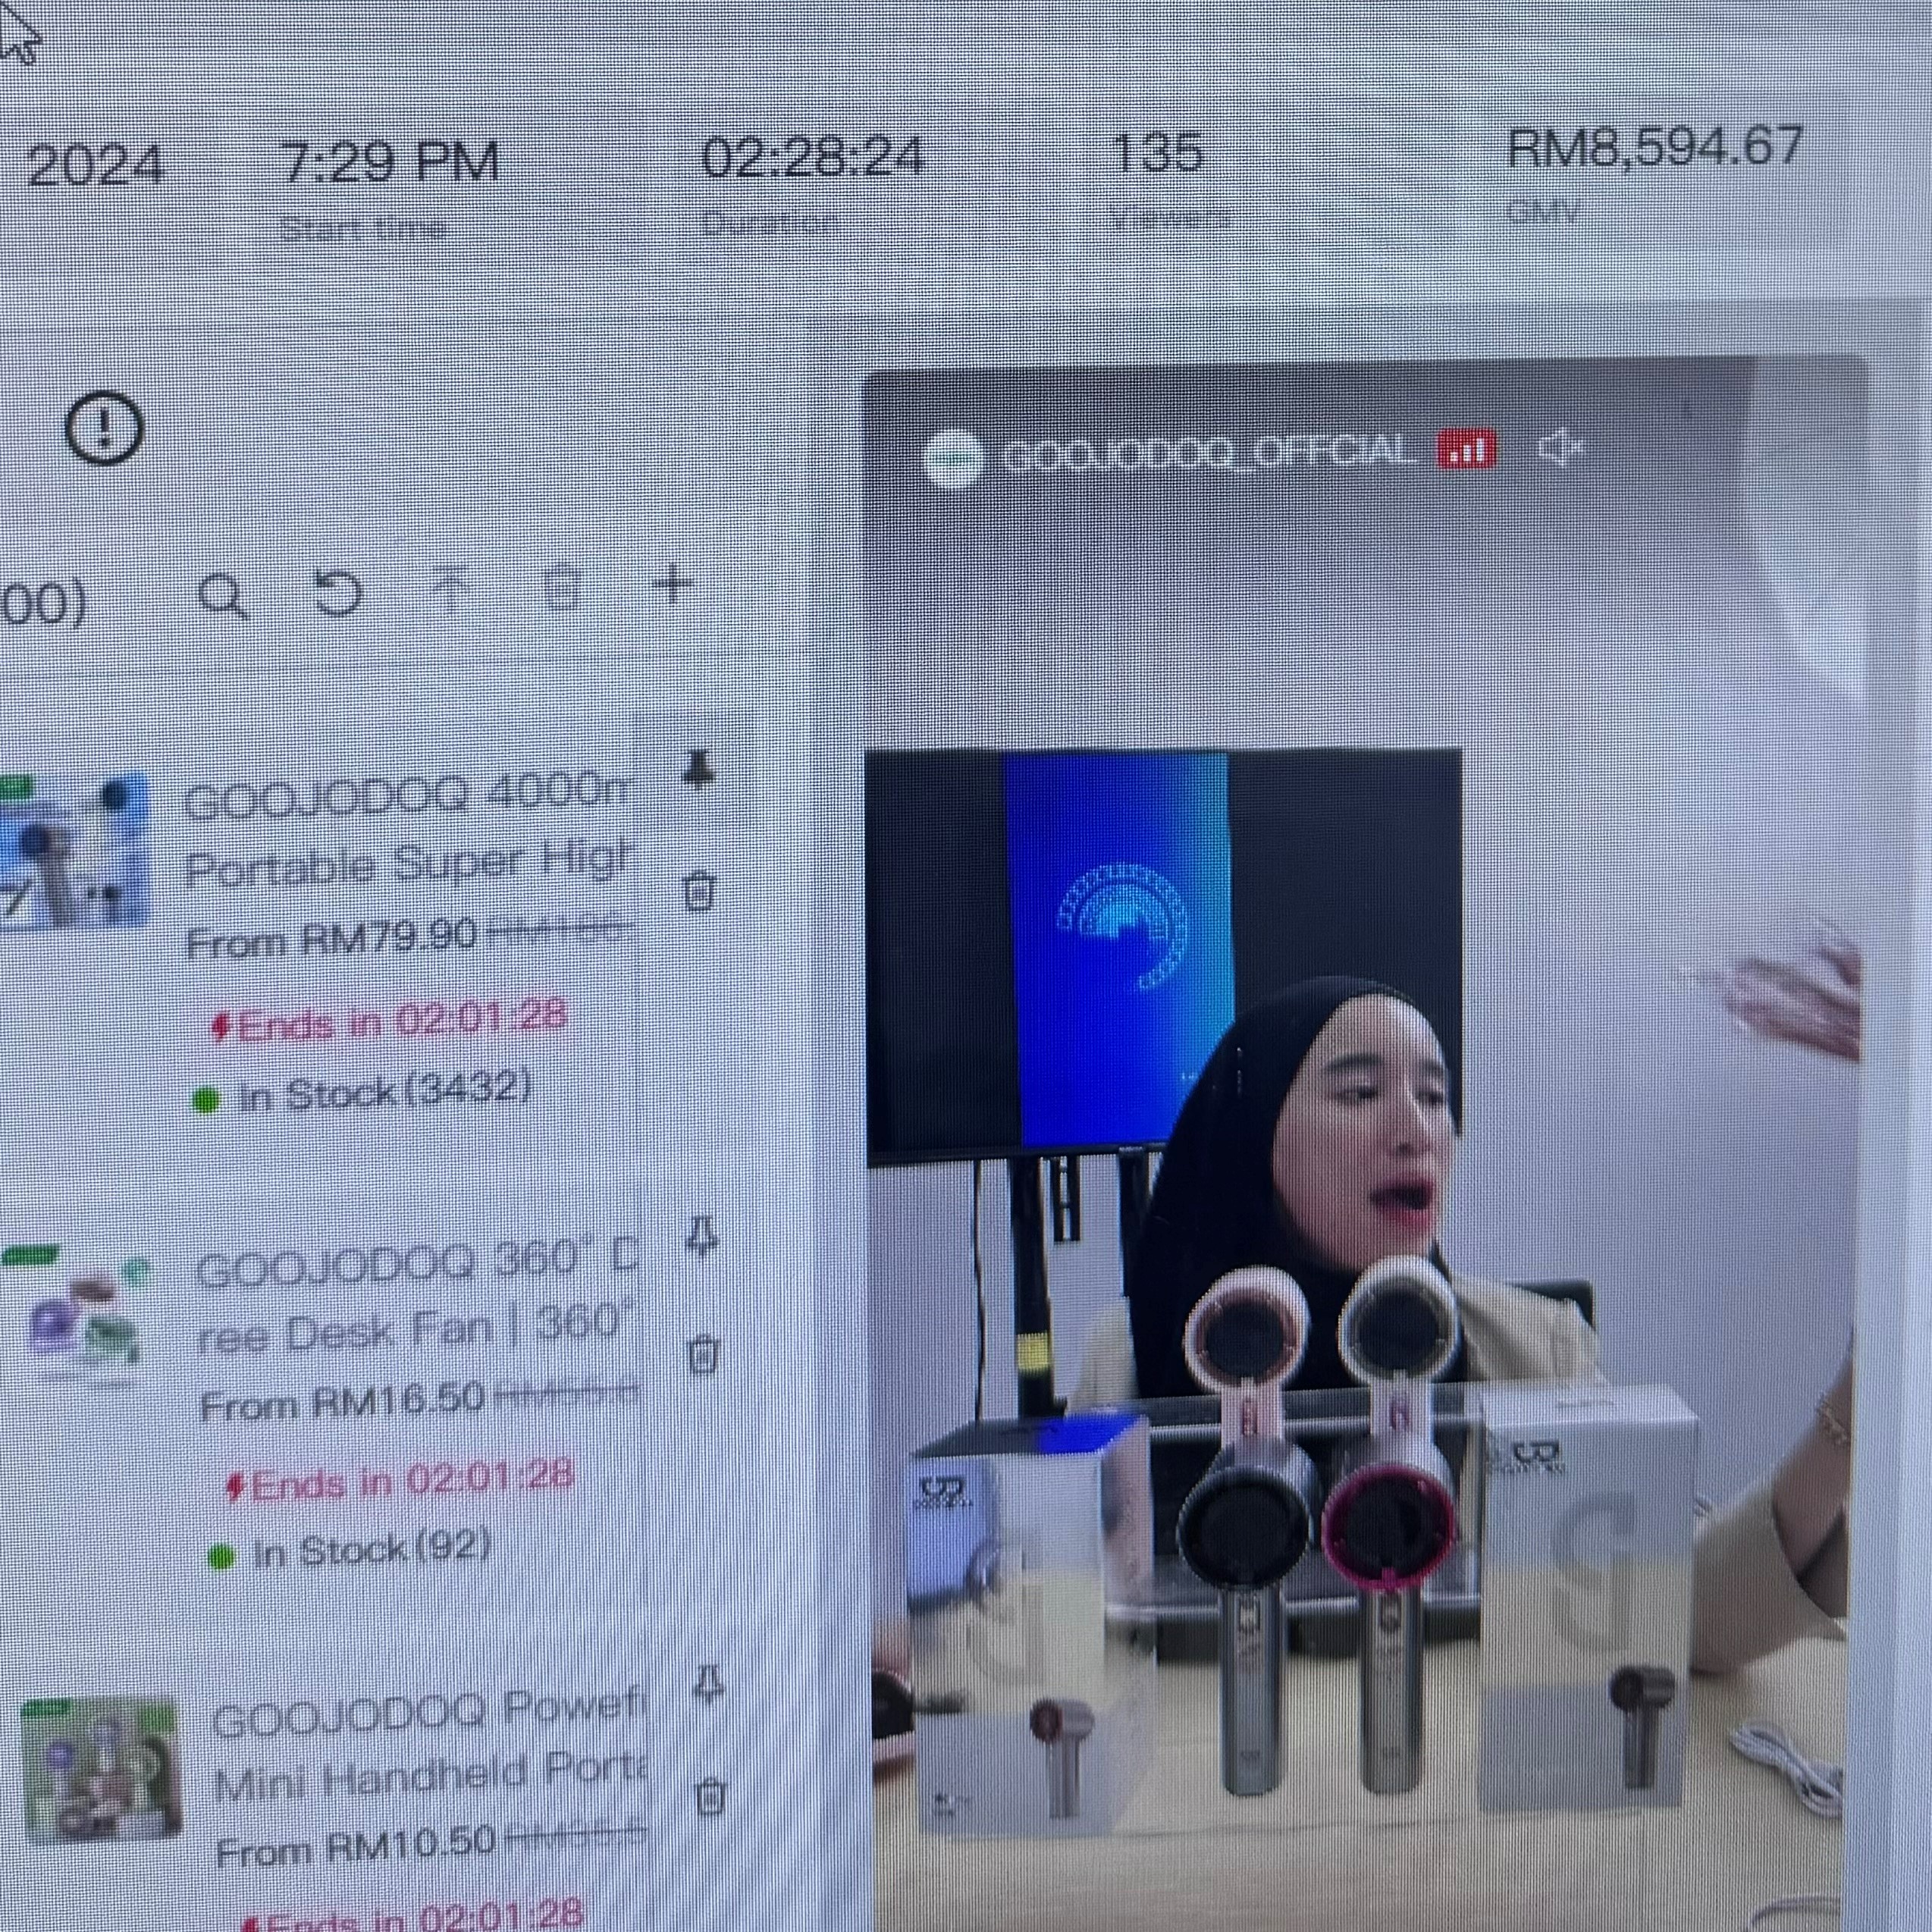 2024
7:29 PM
02:28:24
135
RM8,594.67
Start time
Duration
Viewers
GMV
GOOJODOQ_OFFCIAL
00)
GOOJODOQ 4000m
Portable Super High
From RM79.90
Ends in 02:01:28
In Stock(3432)
GOOJODOQ 360° D
ree Desk Fan | 360°
From RM16.50
Ends in 02:01:28
In Stock(92)
GOOJODOQ Powef
Mini Handheld Porta
From RM10.50
Ends in 02:01:28